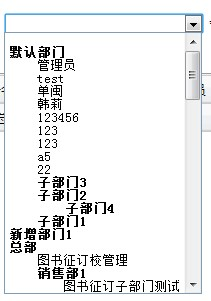 默认部门
管理员
test
单闽
韩莉
123456
123
123
a5
22
子部门3
子部门2
子部门4
子部门1
新增部门1
总部
图书征订校管理
销售部1
图书征订子部门测试
员